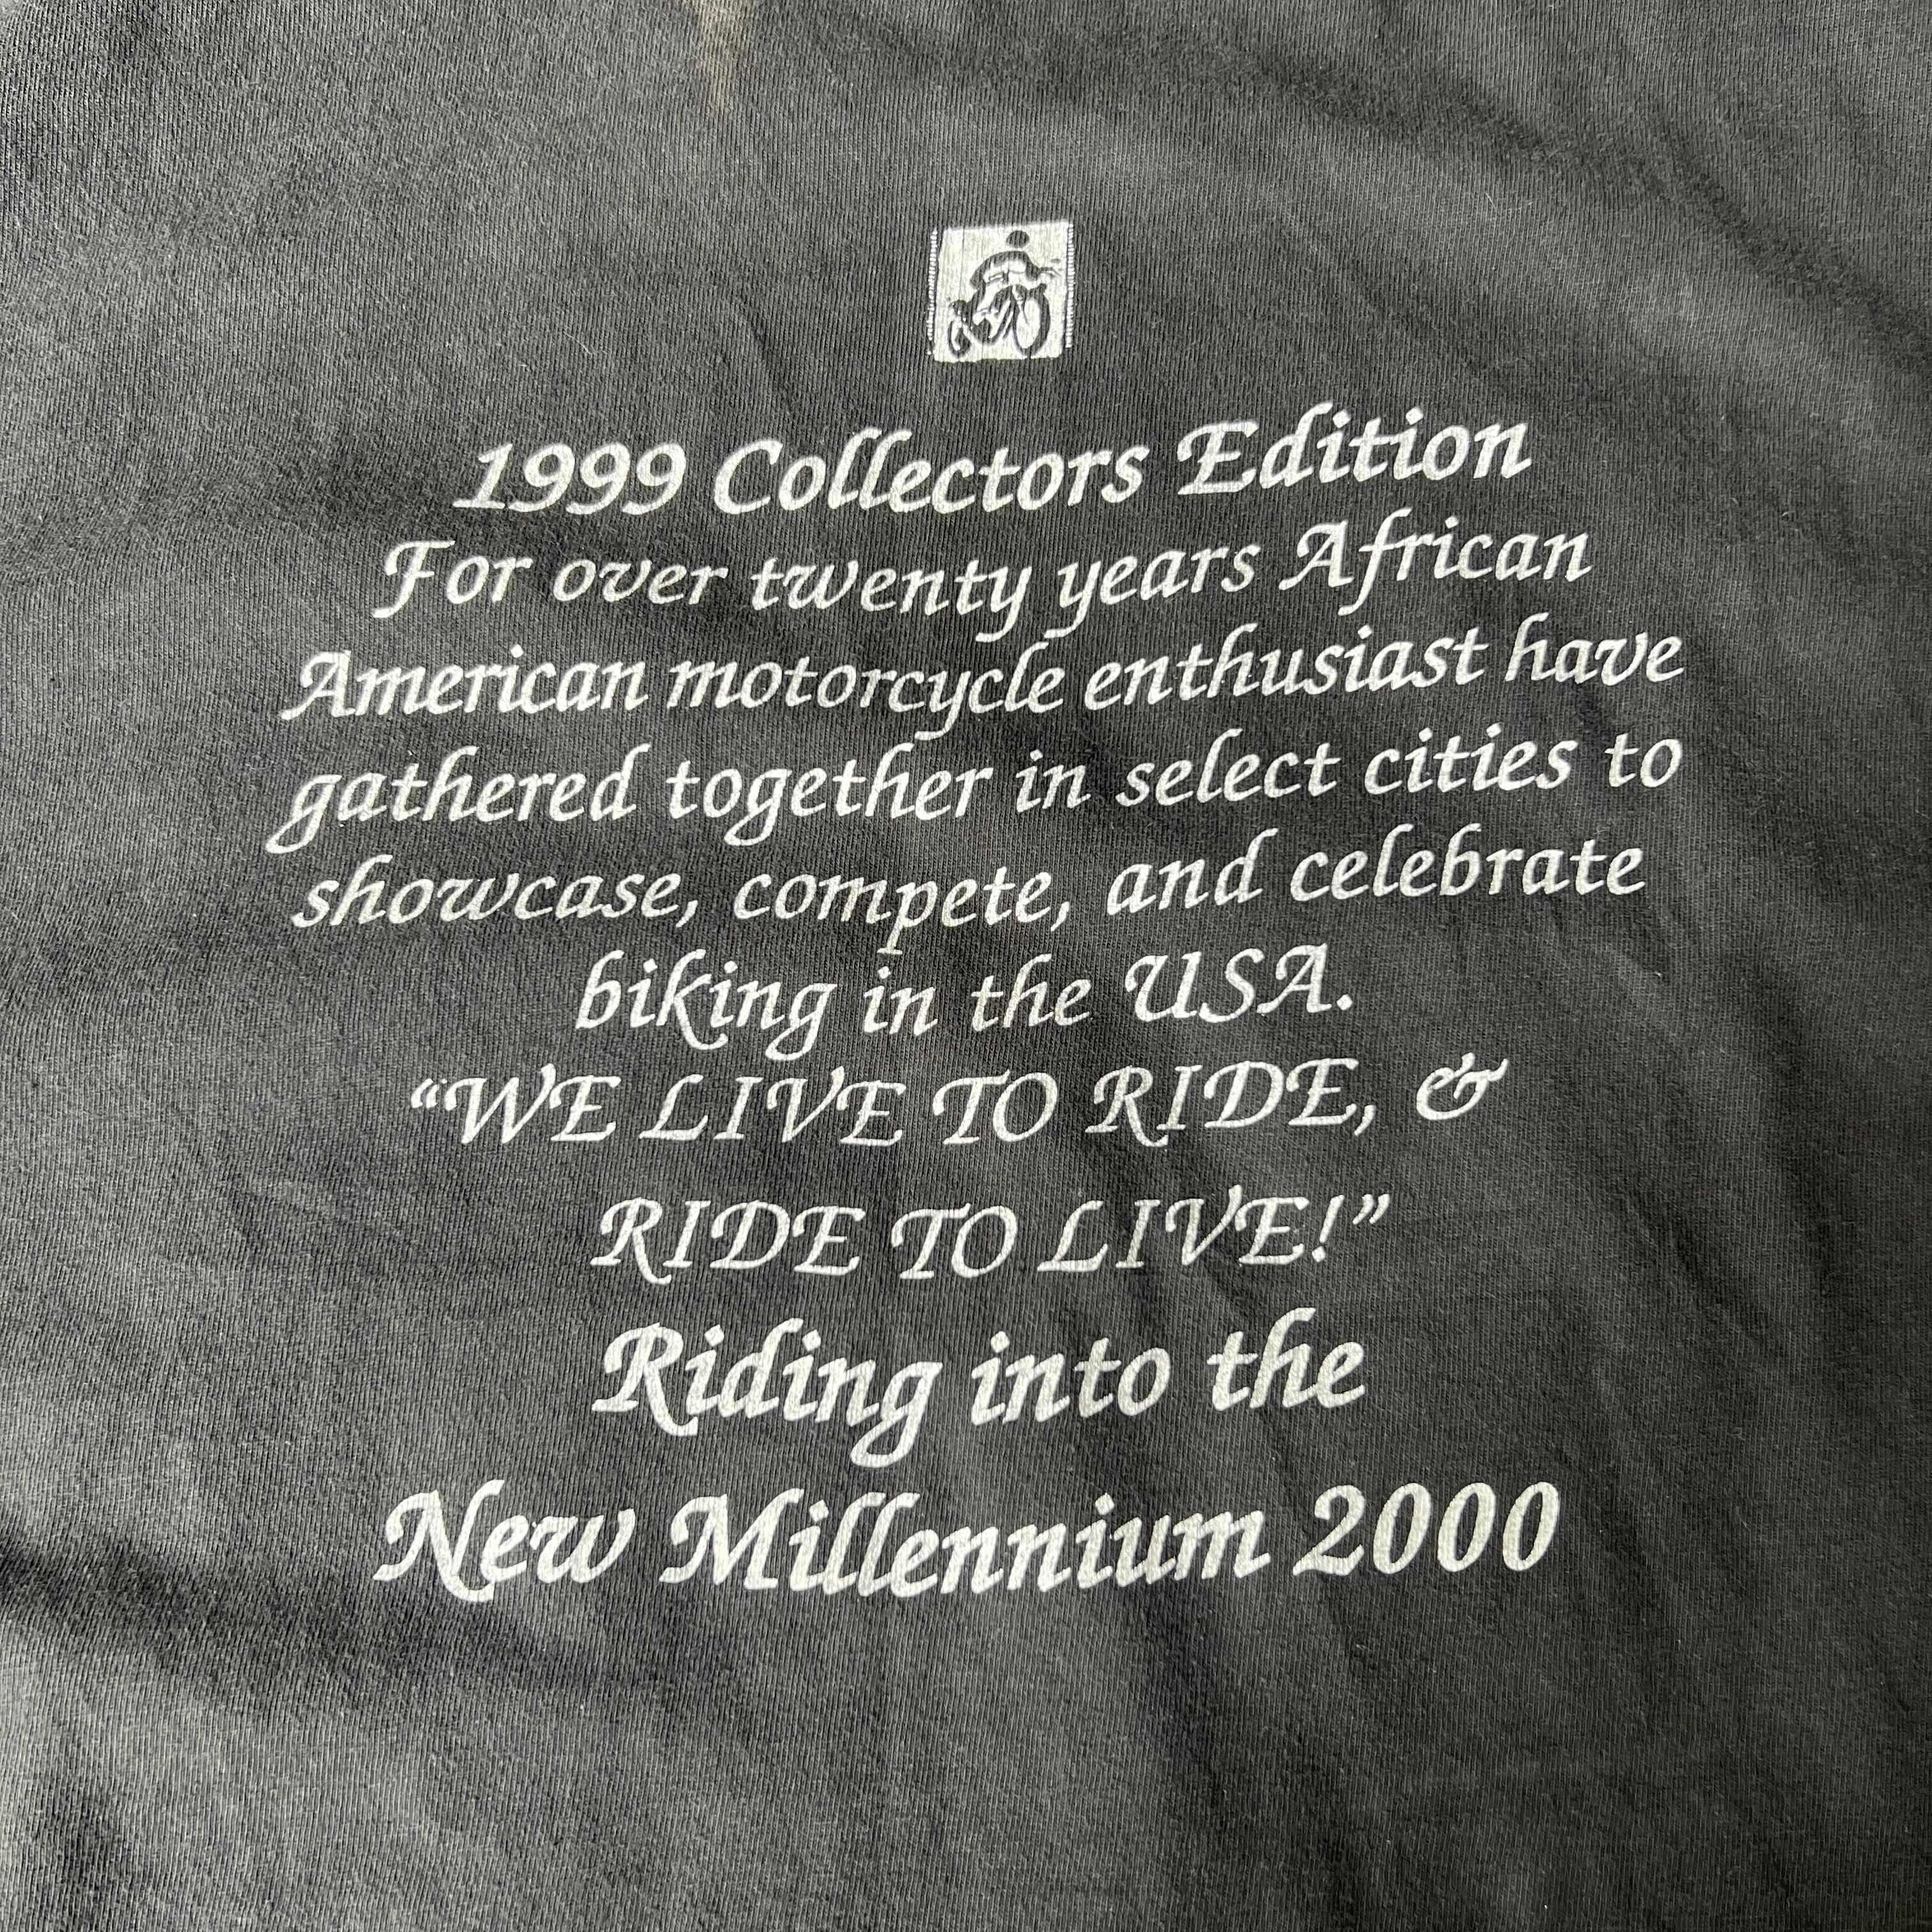 1999 Collectors Edition
For over twenty years African
American motorcycle enthusiast have
gathered together in select cities to
showcase, compete, and celebrate
biking in the USA.
“WE LIVE TO RIDE, &
RIDE TO LIVE!”
Riding into the
New Millennium 2000